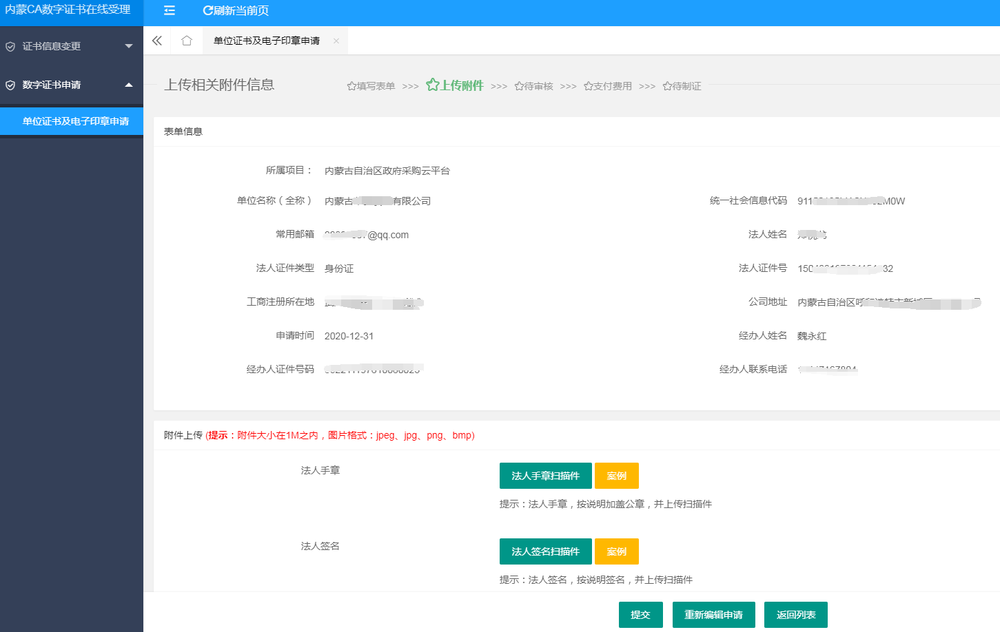 内蒙CA数字证书在线受理
刷新当前页
证书信息变更
数字证书申请
单位证书及电子印章申请
单位证书及电子印章申请 ×
上传相关附件信息
填写表单 >>> 上传附件 >>> 待审核 >>> 支付费用 >>> 待制证
表单信息
所属项目： 内蒙古自治区政府采购云平台
单位名称（全称） 内蒙古 有限公司
统一社会信息代码 91 M0W
常用邮箱 @qq.com
法人姓名
法人证件类型 身份证
法人证件号 150 32
工商注册所在地
公司地址 内蒙古自治区呼
申请时间 2020-12-31
经办人姓名 魏永红
经办人证件号码
经办人联系电话
附件上传 (提示：附件大小在1M之内，图片格式：jpeg、jpg、png、bmp)
法人手章
法人手章扫描件 案例
提示：法人手章，按说明加盖公章，并上传扫描件
法人签名
法人签名扫描件 案例
提示：法人签名，按说明签名，并上传扫描件
提交 重新编辑申请 返回列表